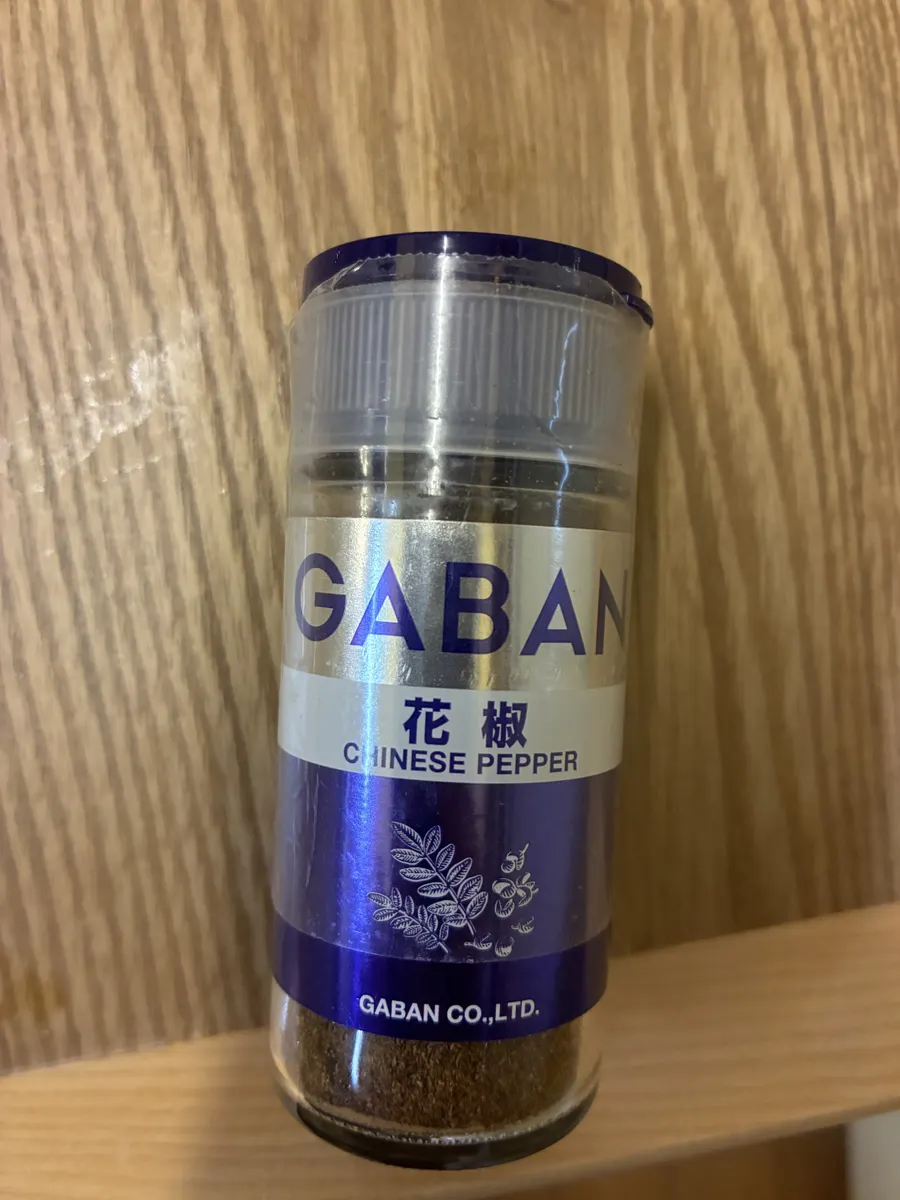 GABAN
花椒
CHINESE PEPPER
GABAN CO.,LTD.